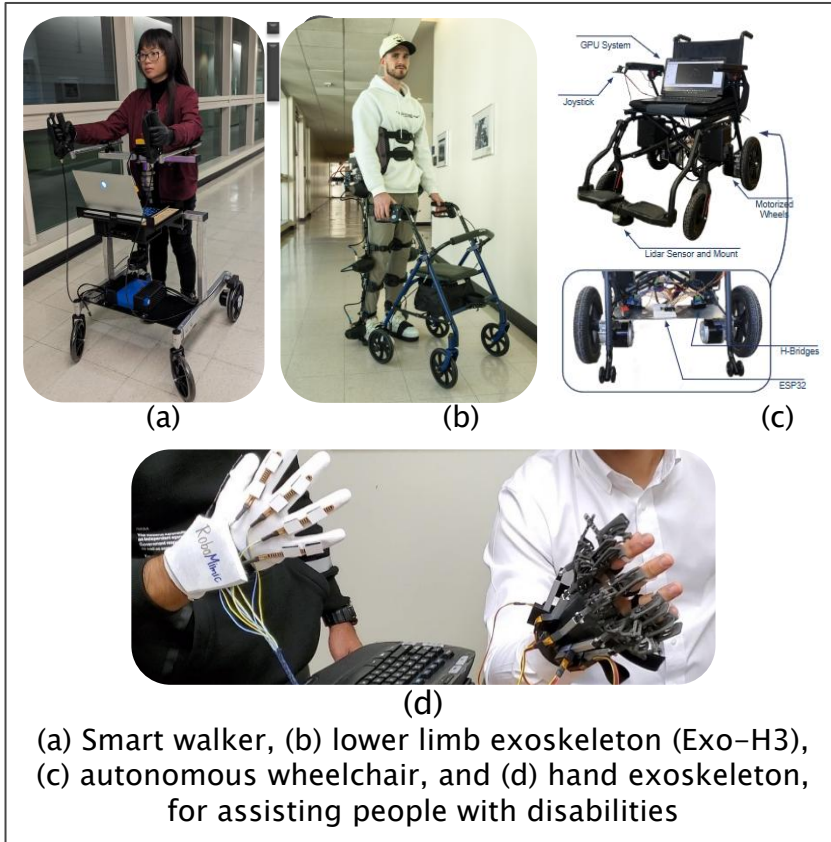 (a)
(b)
GPU System
Joystick
Motorized
Wheels
Lidar Sensor and Mount
H-Bridges
ESP32
(c)
RoboMimic
(d)
(a) Smart walker, (b) lower limb exoskeleton (Exo-H3),
(c) autonomous wheelchair, and (d) hand exoskeleton,
for assisting people with disabilities